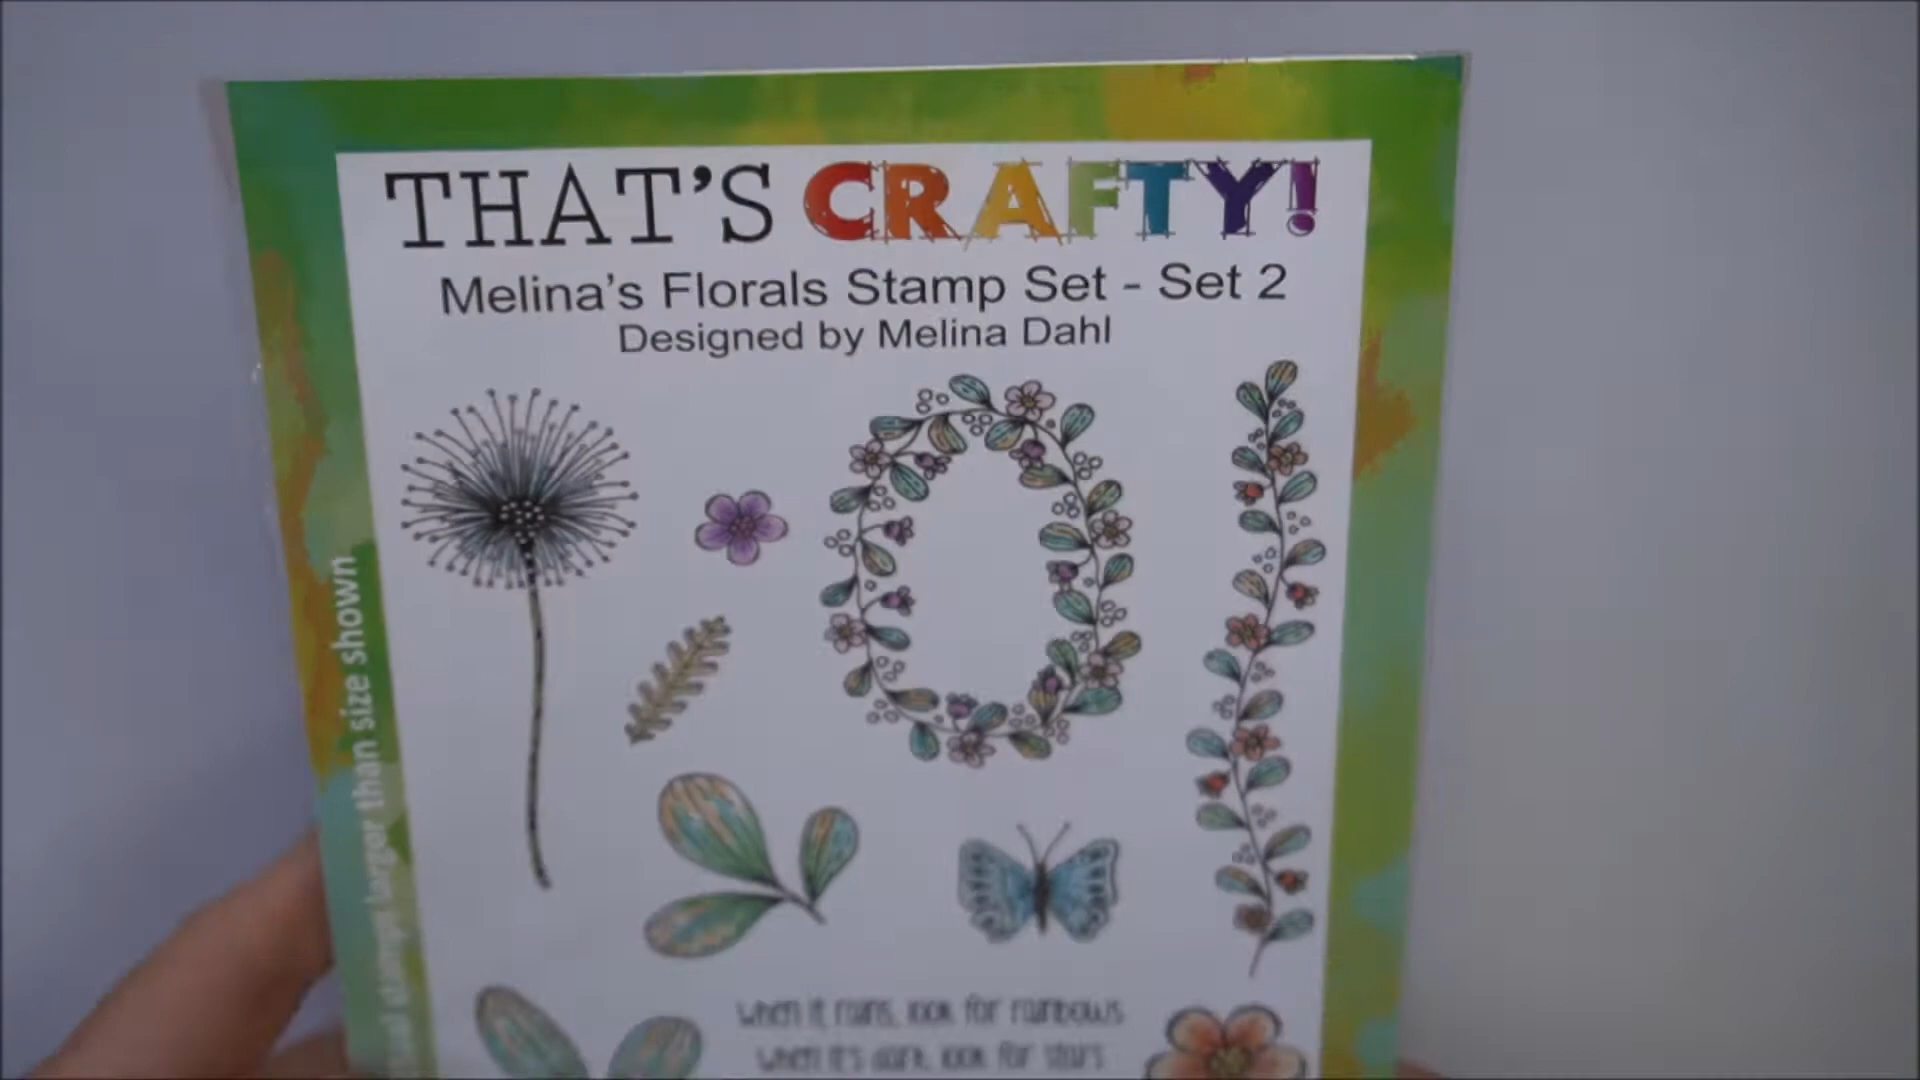 THAT'S CRAFTY!
Melina's Florals Stamp Set - Set 2
Designed by Melina Dahl
stamps larger than size shown
when it rains, look for rainbows
when it's dark, look for stars